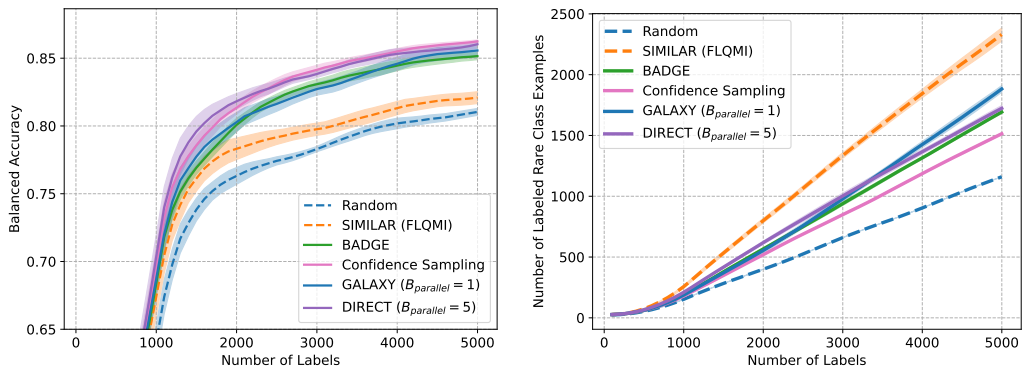 Balanced Accuracy
0.85
0.80
0.75
0.70
0.65
0
1000
2000
3000
4000
5000
Number of Labels
Random
SIMILAR (FLQMI)
BADGE
Confidence Sampling
GALAXY (B_parallel = 1)
DIRECT (B_parallel = 5)
Number of Labeled Rare Class Examples
2500
2000
1500
1000
500
0
0
1000
2000
3000
4000
5000
Number of Labels
Random
SIMILAR (FLQMI)
BADGE
Confidence Sampling
GALAXY (B_parallel = 1)
DIRECT (B_parallel = 5)